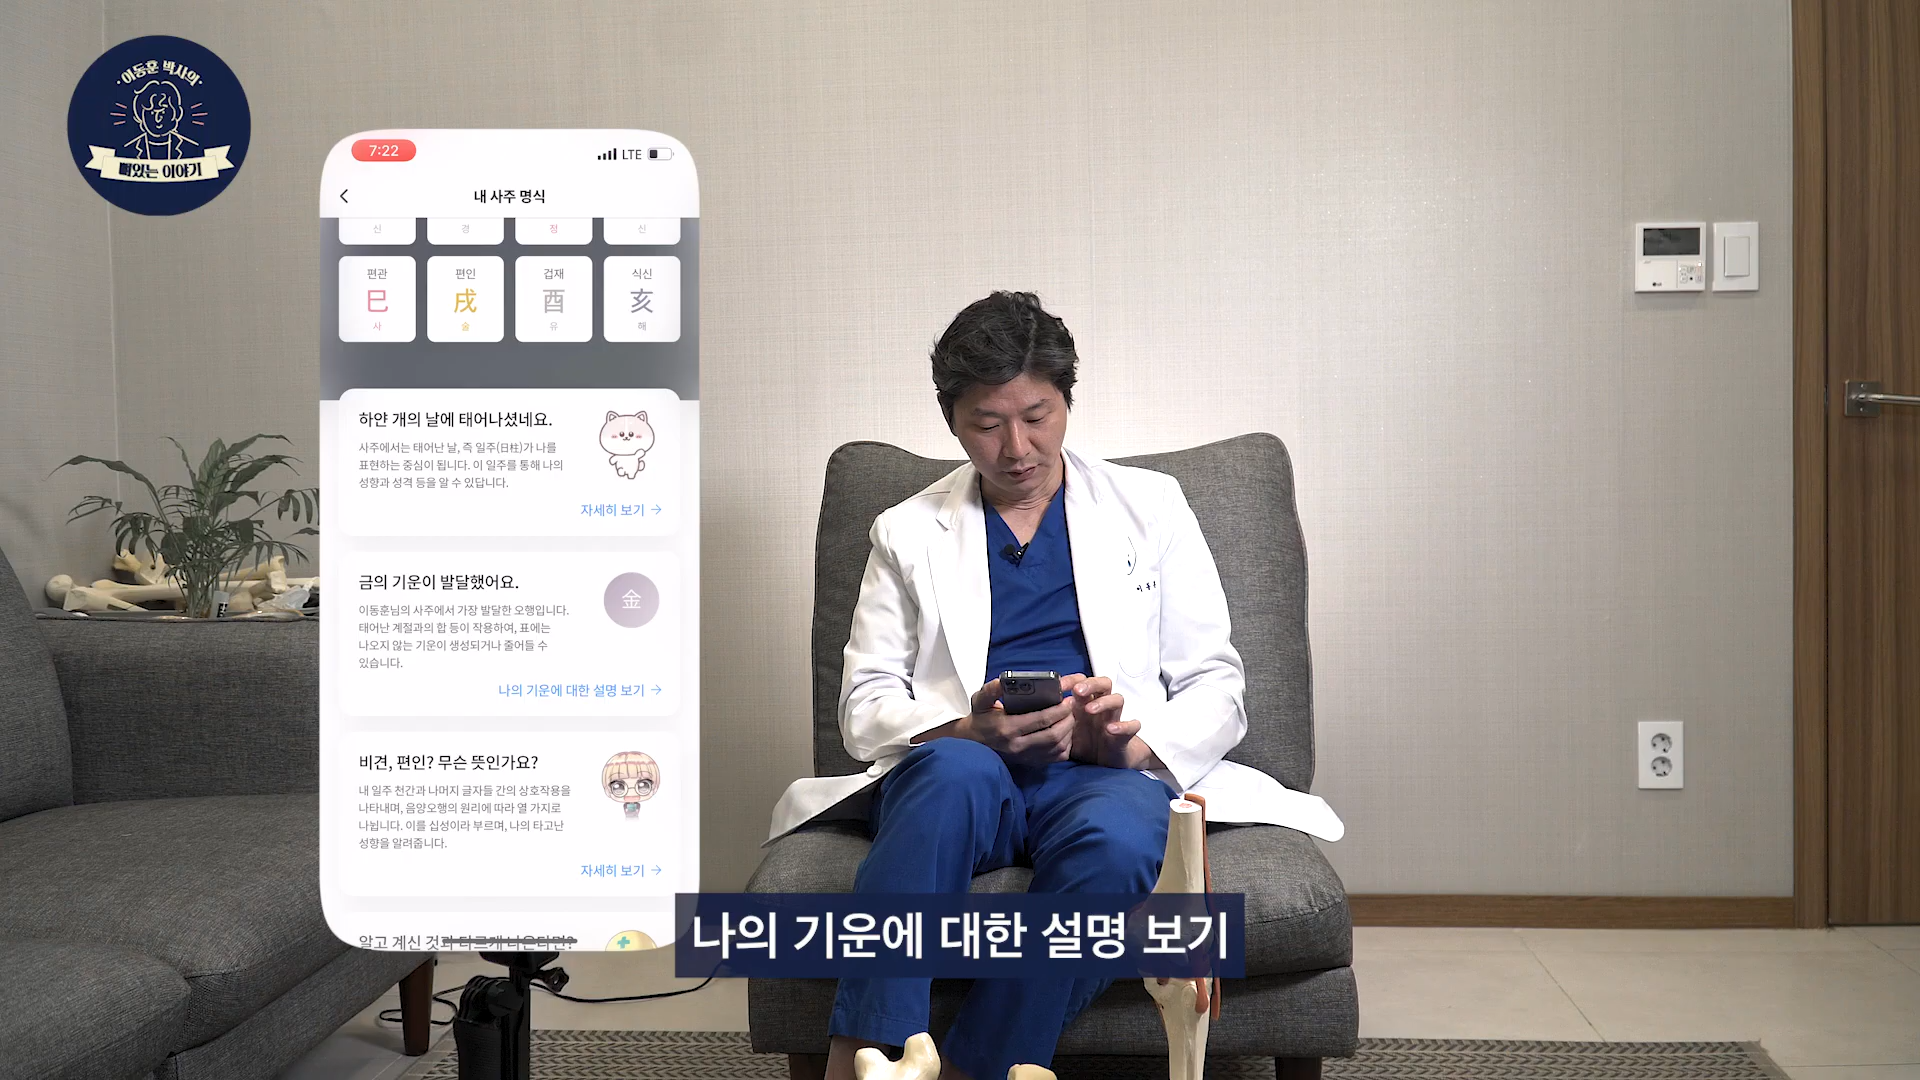 ·이동훈 박사의·
뼈있는 이야기
7:22
LTE
내 사주 명식
신 경 정 신
편관 편인 겁재 식신
巳 戌 酉 亥
사 술 유 해
하얀 개의 날에 태어나셨네요.
사주에서는 태어난 날, 즉 일주(日柱)가 나를
표현하는 중심이 됩니다. 이 일주를 통해 나의
성향과 성격 등을 알 수 있답니다.
자세히 보기
금의 기운이 발달했어요.
金
이동훈님의 사주에서 가장 발달한 오행입니다.
태어난 계절과의 합 등이 작용하여, 표에는
나오지 않는 기운이 생성되거나 줄어들 수
있습니다.
나의 기운에 대한 설명 보기
비견, 편인? 무슨 뜻인가요?
내 일주 천간과 나머지 글자들 간의 상호작용을
나타내며, 음양오행의 원리에 따라 열 가지로
나뉩니다. 이를 십성이라 부르며, 나의 타고난
성향을 알려줍니다.
자세히 보기
알고 계신 것과 다르게 나온다면?
나의 기운에 대한 설명 보기